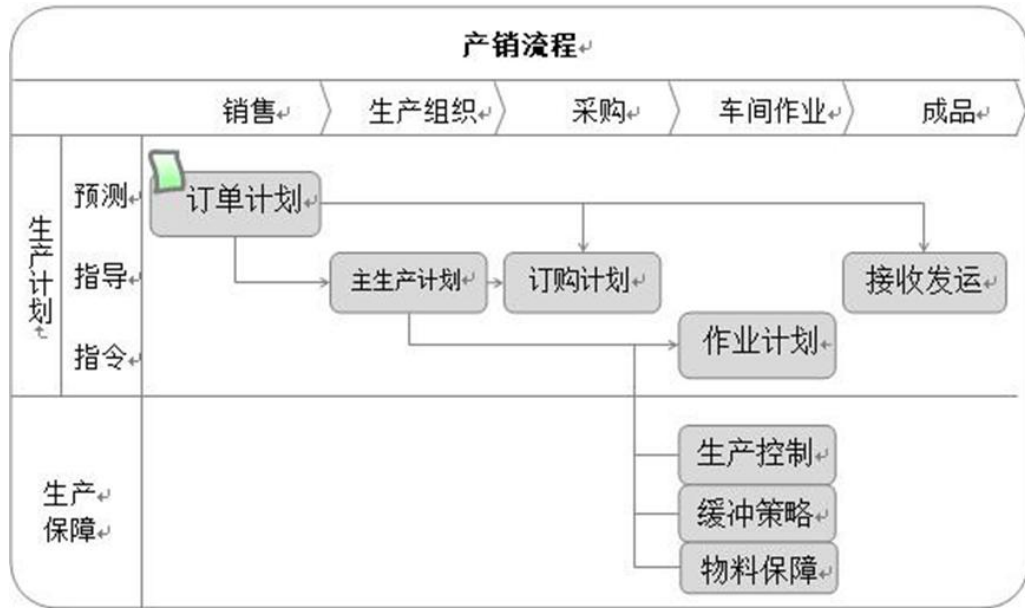 产销流程
销售
生产组织
采购
车间作业
成品
生产计划
预测
指导
指令
订单计划
主生产计划
订购计划
接收发运
作业计划
生产
保障
生产控制
缓冲策略
物料保障